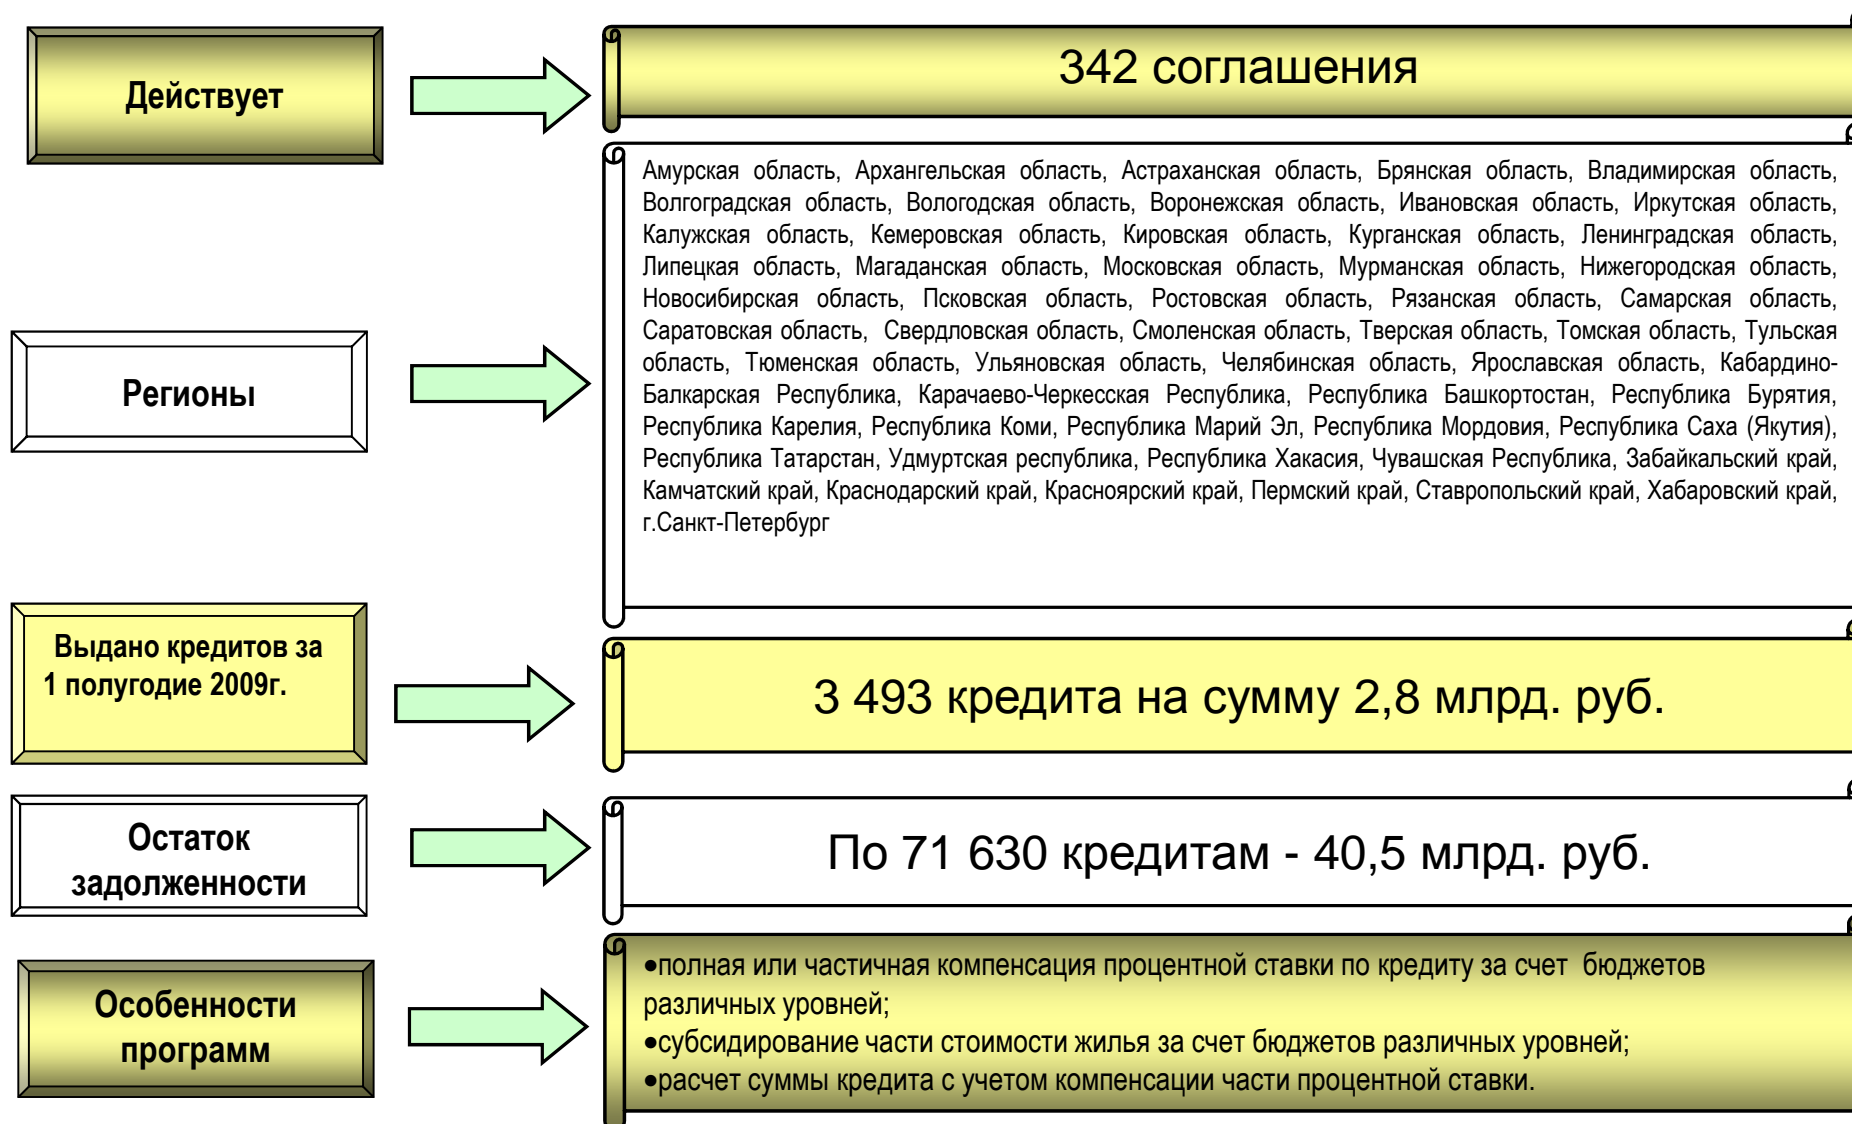 Действует
342 соглашения
Амурская область, Архангельская область, Астраханская область, Брянская область, Владимирская область,
Волгоградская область, Вологодская область, Воронежская область, Ивановская область, Иркутская область,
Калужская область, Кемеровская область, Кировская область, Курганская область, Ленинградская область,
Липецкая область, Магаданская область, Московская область, Мурманская область, Нижегородская область,
Новосибирская область, Псковская область, Ростовская область, Рязанская область, Самарская область,
Саратовская область, Свердловская область, Смоленская область, Тверская область, Томская область, Тульская
область, Тюменская область, Ульяновская область, Челябинская область, Ярославская область, Кабардино-
Балкарская Республика, Карачаево-Черкесская Республика, Республика Башкортостан, Республика Бурятия,
Республика Карелия, Республика Коми, Республика Марий Эл, Республика Мордовия, Республика Саха (Якутия),
Республика Татарстан, Удмуртская республика, Республика Хакасия, Чувашская Республика, Забайкальский край,
Камчатский край, Краснодарский край, Красноярский край, Пермский край, Ставропольский край, Хабаровский край,
г.Санкт-Петербург
Регионы
Выдано кредитов за
1 полугодие 2009г.
3 493 кредита на сумму 2,8 млрд. руб.
Остаток
задолженности
По 71 630 кредитам - 40,5 млрд. руб.
Особенности
программ
•полная или частичная компенсация процентной ставки по кредиту за счет бюджетов
различных уровней;
•субсидирование части стоимости жилья за счет бюджетов различных уровней;
•расчет суммы кредита с учетом компенсации части процентной ставки.